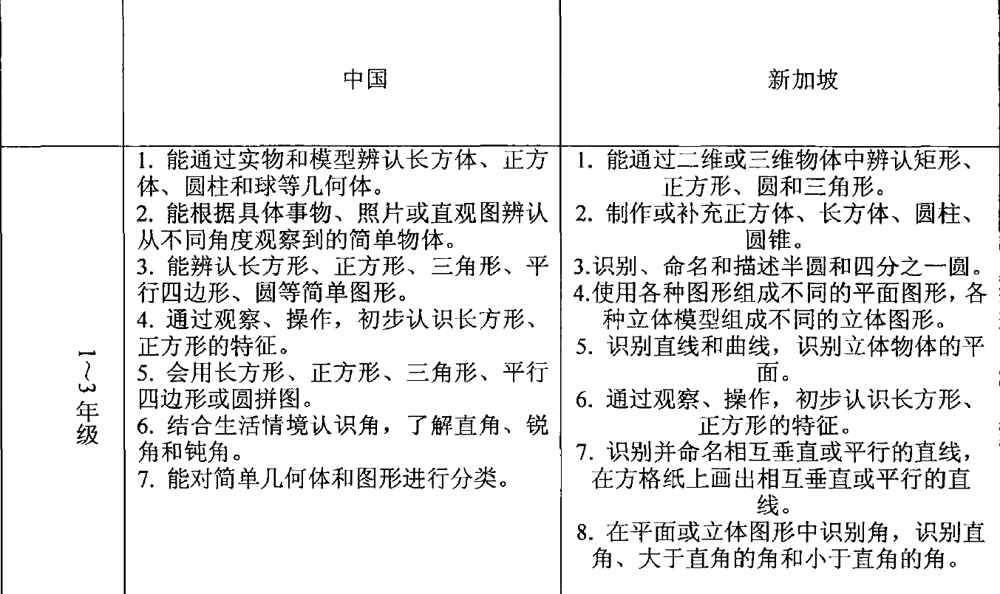 中国
新加坡
1~3年级
1. 能通过实物和模型辨认长方体、正方
体、圆柱和球等几何体。
2. 能根据具体事物、照片或直观图辨认
从不同角度观察到的简单物体。
3. 能辨认长方形、正方形、三角形、平
行四边形、圆等简单图形。
4. 通过观察、操作，初步认识长方形、
正方形的特征。
5. 会用长方形、正方形、三角形、平行
四边形或圆拼图。
6. 结合生活情境认识角，了解直角、锐
角和钝角。
7. 能对简单几何体和图形进行分类。
1. 能通过二维或三维物体中辨认矩形、
正方形、圆和三角形。
2. 制作或补充正方体、长方体、圆柱、
圆锥。
3.识别、命名和描述半圆和四分之一圆。
4.使用各种图形组成不同的平面图形，各
种立体模型组成不同的立体图形。
5. 识别直线和曲线，识别立体物体的平
面。
6. 通过观察、操作，初步认识长方形、
正方形的特征。
7. 识别并命名相互垂直或平行的直线，
在方格纸上画出相互垂直或平行的直
线。
8. 在平面或立体图形中识别角，识别直
角、大于直角的角和小于直角的角。